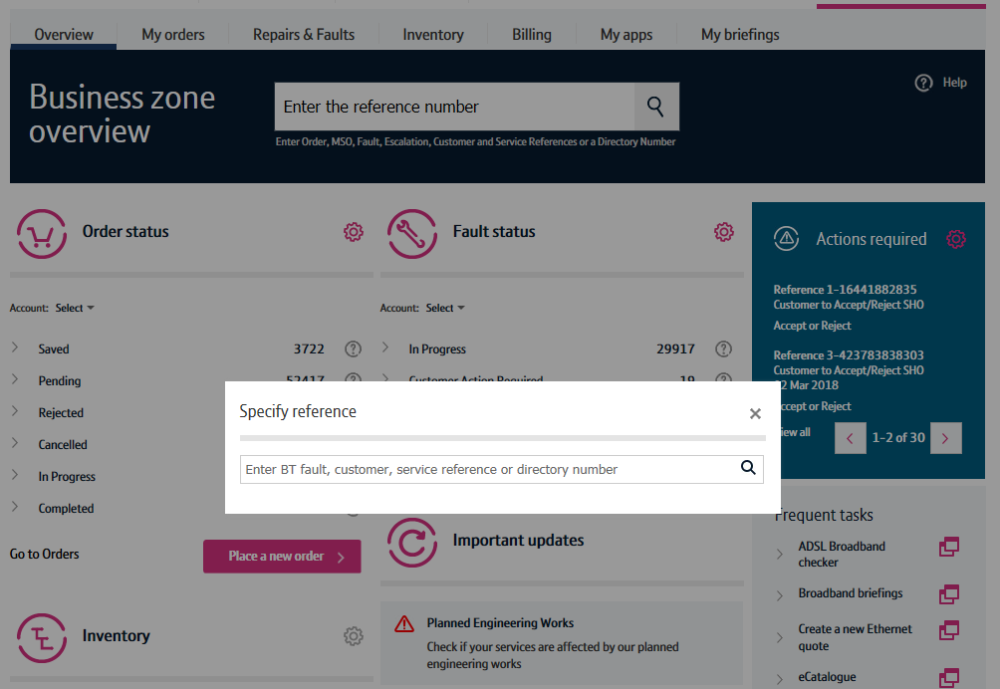 Overview
My orders
Repairs & Faults
Inventory
Billing
My apps
My briefings
Business zone
overview
Enter the reference number
Enter Order, MSO, Fault, Escalation, Customer and Service References or a Directory Number
Help
Order status
Account: Select
Saved 3722
Pending 52417
Rejected
Cancelled
In Progress
Completed
Go to Orders
Place a new order
Inventory
Fault status
Account: Select
In Progress 29917
Customer Action Required 19
Specify reference
Enter BT fault, customer, service reference or directory number
Important updates
Planned Engineering Works
Check if your services are affected by our planned
engineering works
Actions required
Reference 1-16441882835
Customer to Accept/Reject SHO
Accept or Reject
Reference 3-423783838303
Customer to Accept/Reject SHO
2 Mar 2018
ccept or Reject
iew all
1-2 of 30
Frequent tasks
ADSL Broadband
checker
Broadband briefings
Create a new Ethernet
quote
eCatalogue